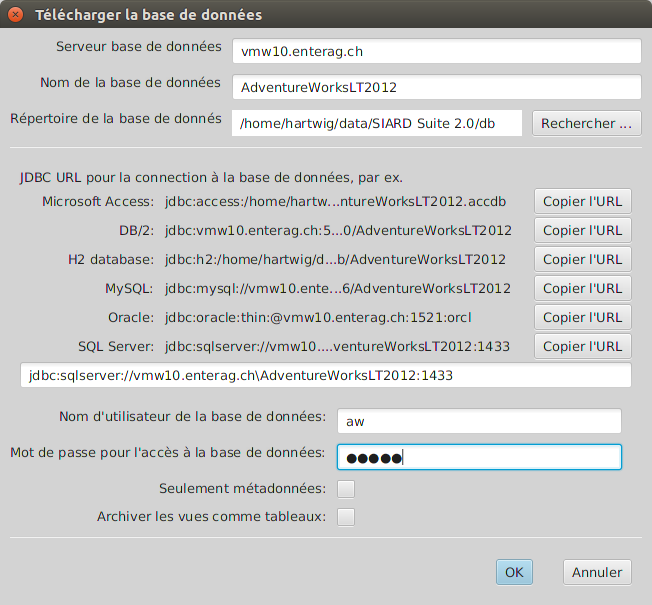 Télécharger la base de données
Serveur base de données vmw10.enterag.ch
Nom de la base de données AdventureWorksLT2012
Répertoire de la base de donnés /home/hartwig/data/SIARD Suite 2.0/db Rechercher ...
JDBC URL pour la connection à la base de données, par ex.
Microsoft Access: jdbc:access:/home/hartw...ntureWorksLT2012.accdb Copier l'URL
DB/2: jdbc:vmw10.enterag.ch:5...0/AdventureWorksLT2012 Copier l'URL
H2 database: jdbc:h2:/home/hartwig/d...b/AdventureWorksLT2012 Copier l'URL
MySQL: jdbc:mysql://vmw10.ente...6/AdventureWorksLT2012 Copier l'URL
Oracle: jdbc:oracle:thin:@vmw10.enterag.ch:1521:orcl Copier l'URL
SQL Server: jdbc:sqlserver://vmw10....ventureWorksLT2012:1433 Copier l'URL
jdbc:sqlserver://vmw10.enterag.ch\AdventureWorksLT2012:1433
Nom d'utilisateur de la base de données: aw
Mot de passe pour l'accès à la base de données: ●●●●●
Seulement métadonnées:
Archiver les vues comme tableaux:
OK Annuler